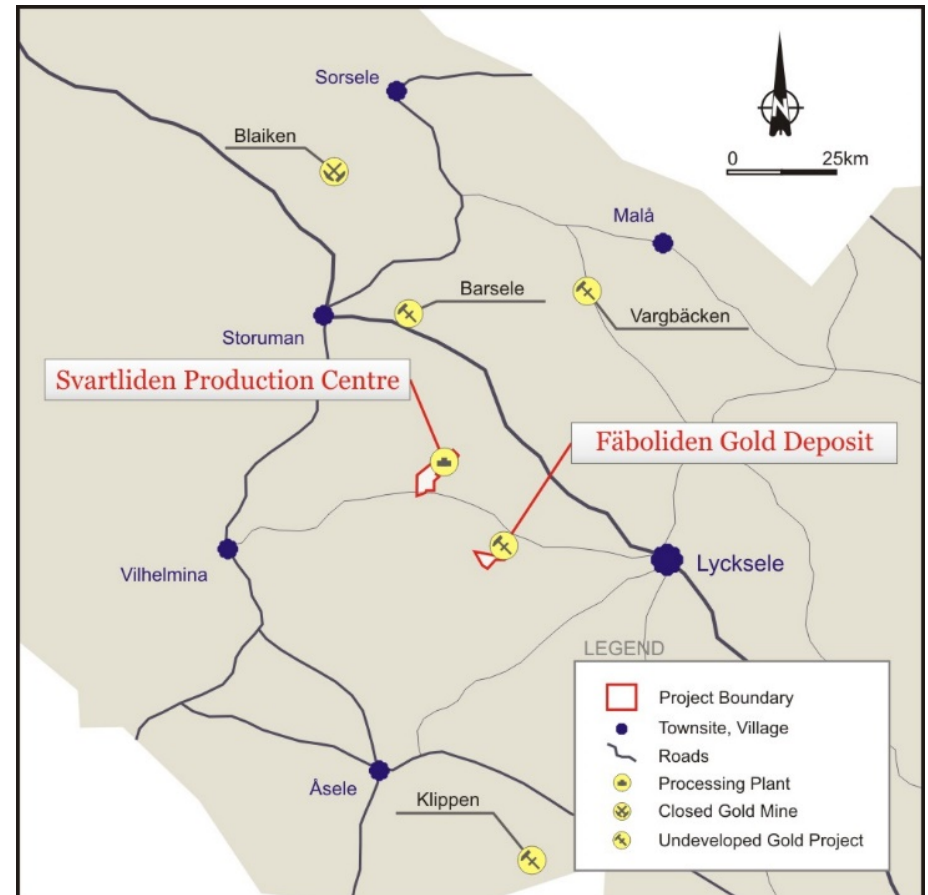 Sorsele
Blaiken
N
0 25km
Malå
Barsele
Vargbäcken
Storuman
Svartliden Production Centre
Fäboliden Gold Deposit
Vilhelmina
Lycksele
LEGEND
Project Boundary
Townsite, Village
Roads
Processing Plant
Closed Gold Mine
Undeveloped Gold Project
Åsele
Klippen